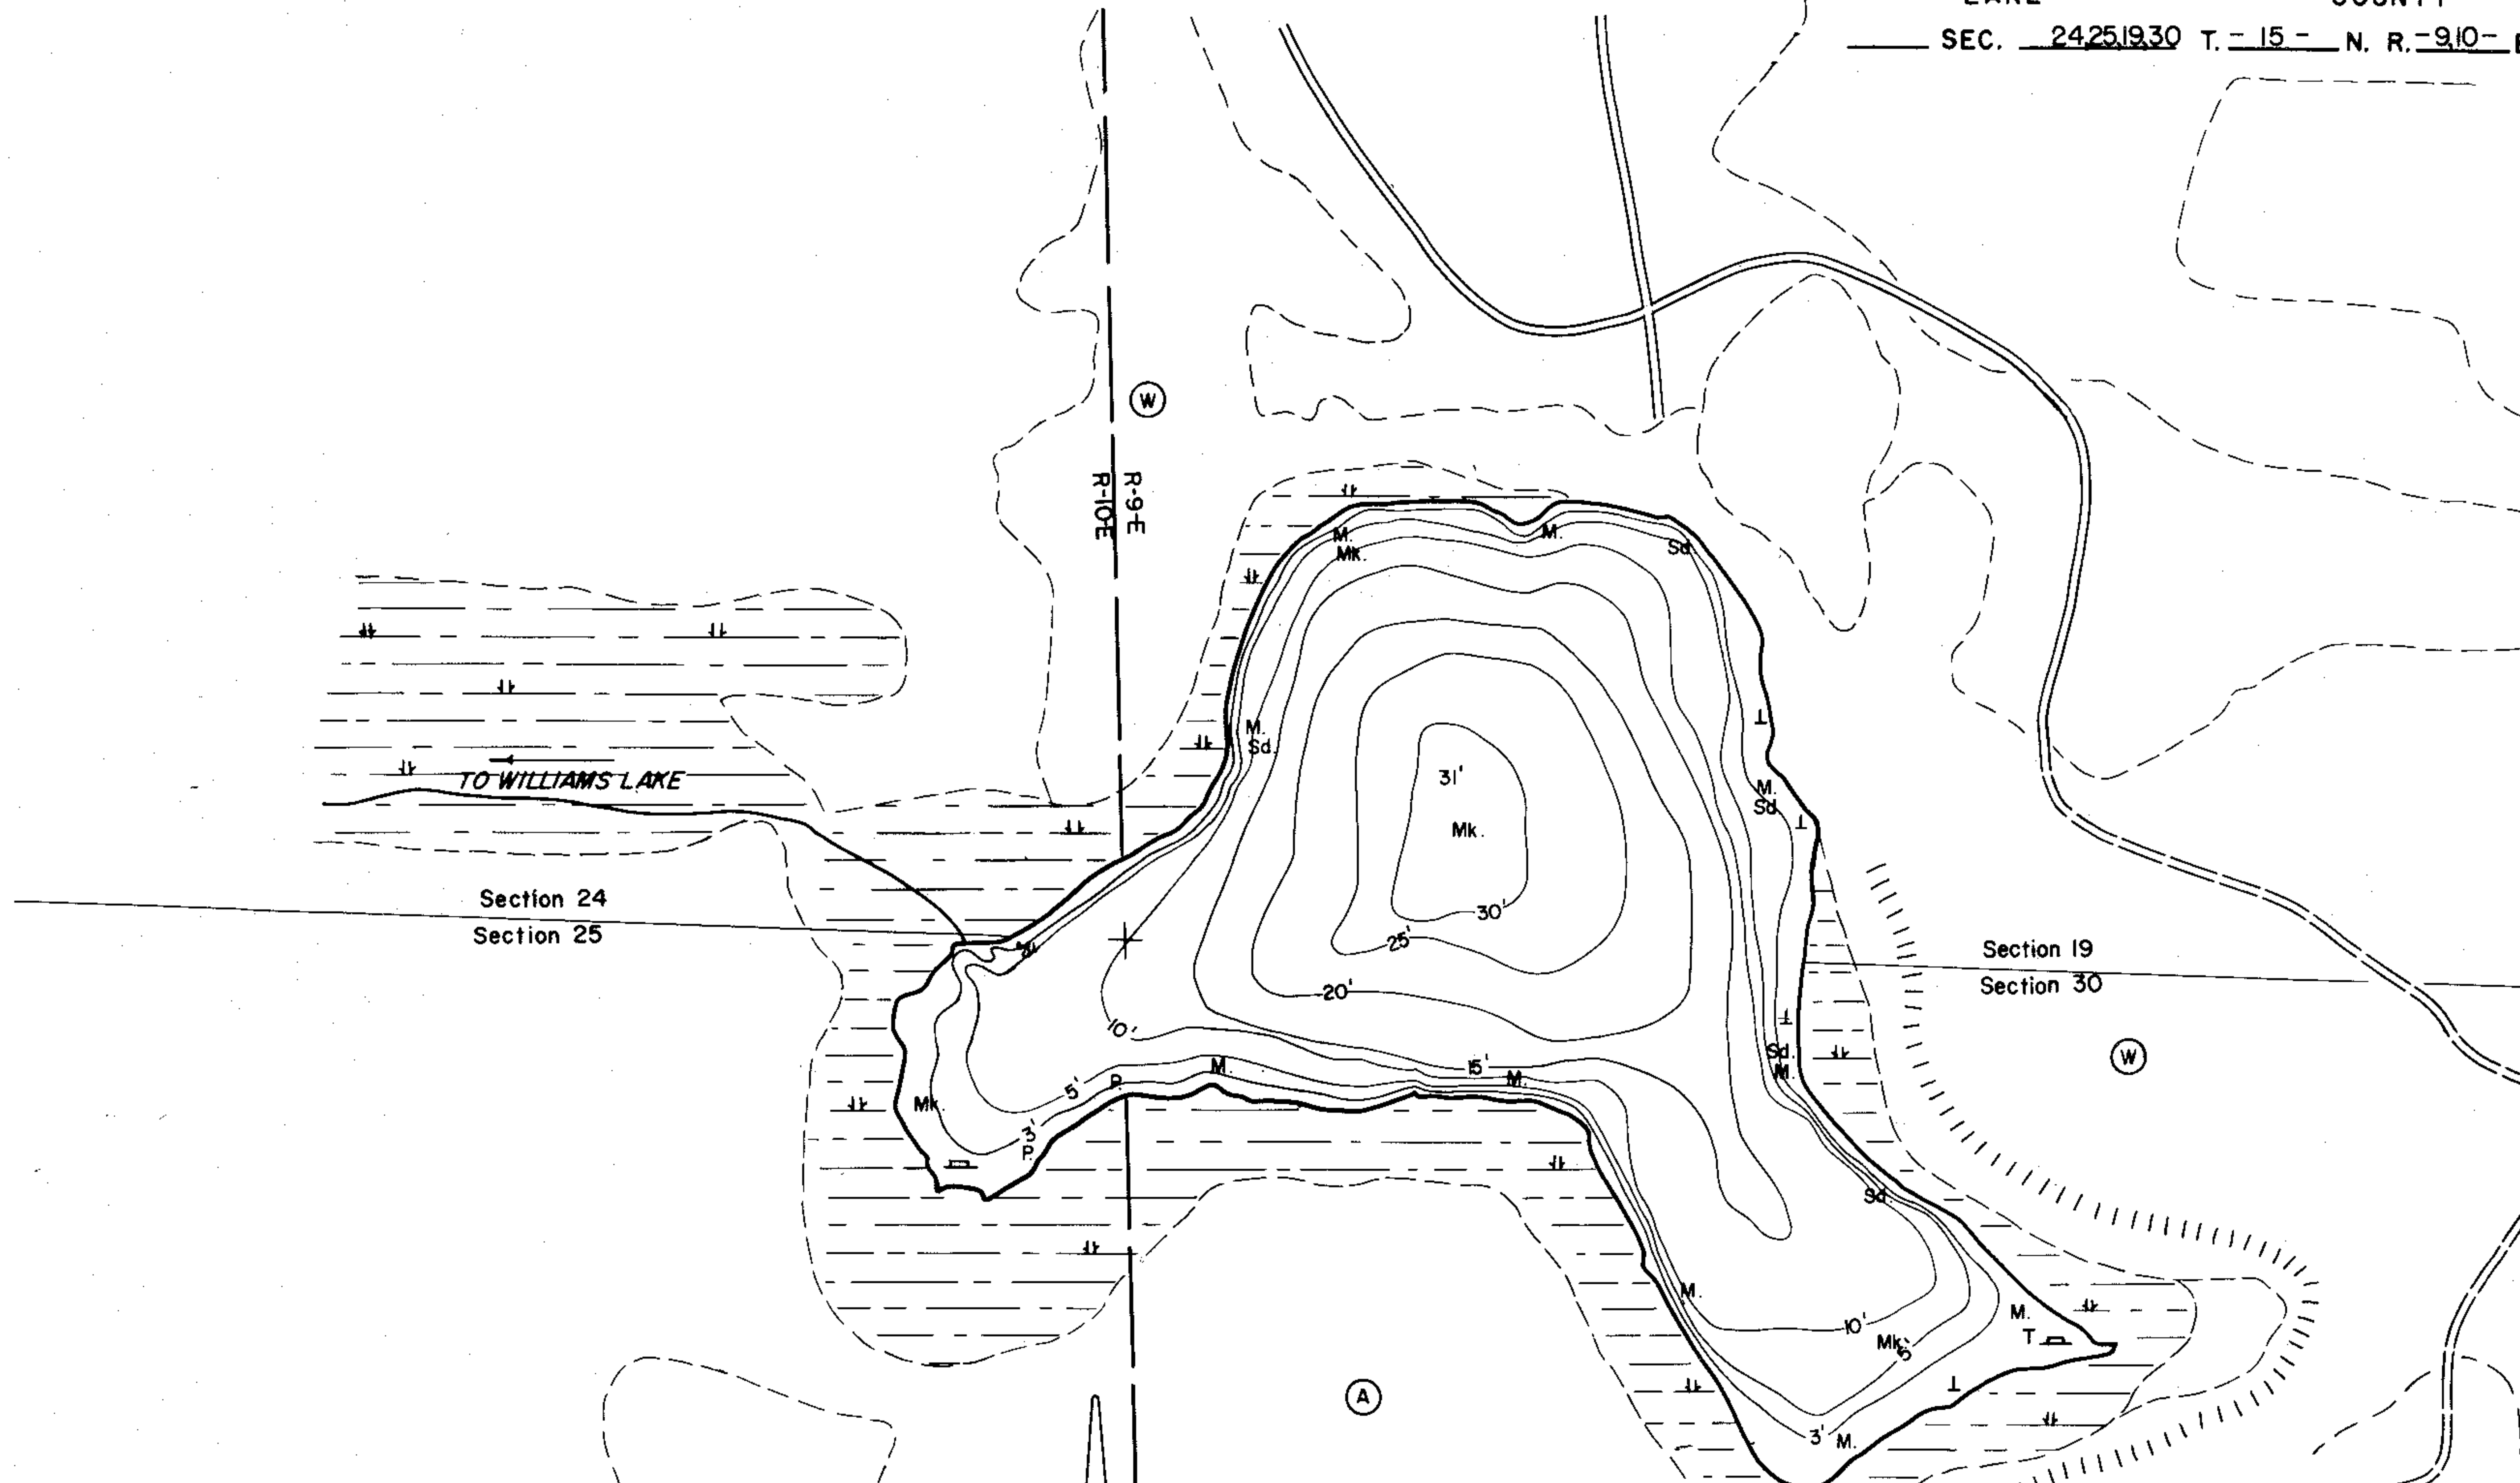 SEC. 24,25,19,30 T. - 15 - N. R. - 9,10 -
W
R-9-E
R-10-E
M.
Mk.
M.
Sd.
M.
Sd.
31'
TO WILLIAMS LAKE
M.
Sd.
Mk.
Section 24
Section 25
30'
25'
Section 19
Section 30
20'
10'
Sd.
M.
W
15'
M.
M.
P.
5'
Mk.
3'
P.
Sd.
M.
M.
T
10'
Mk.
5'
A
3'
M.